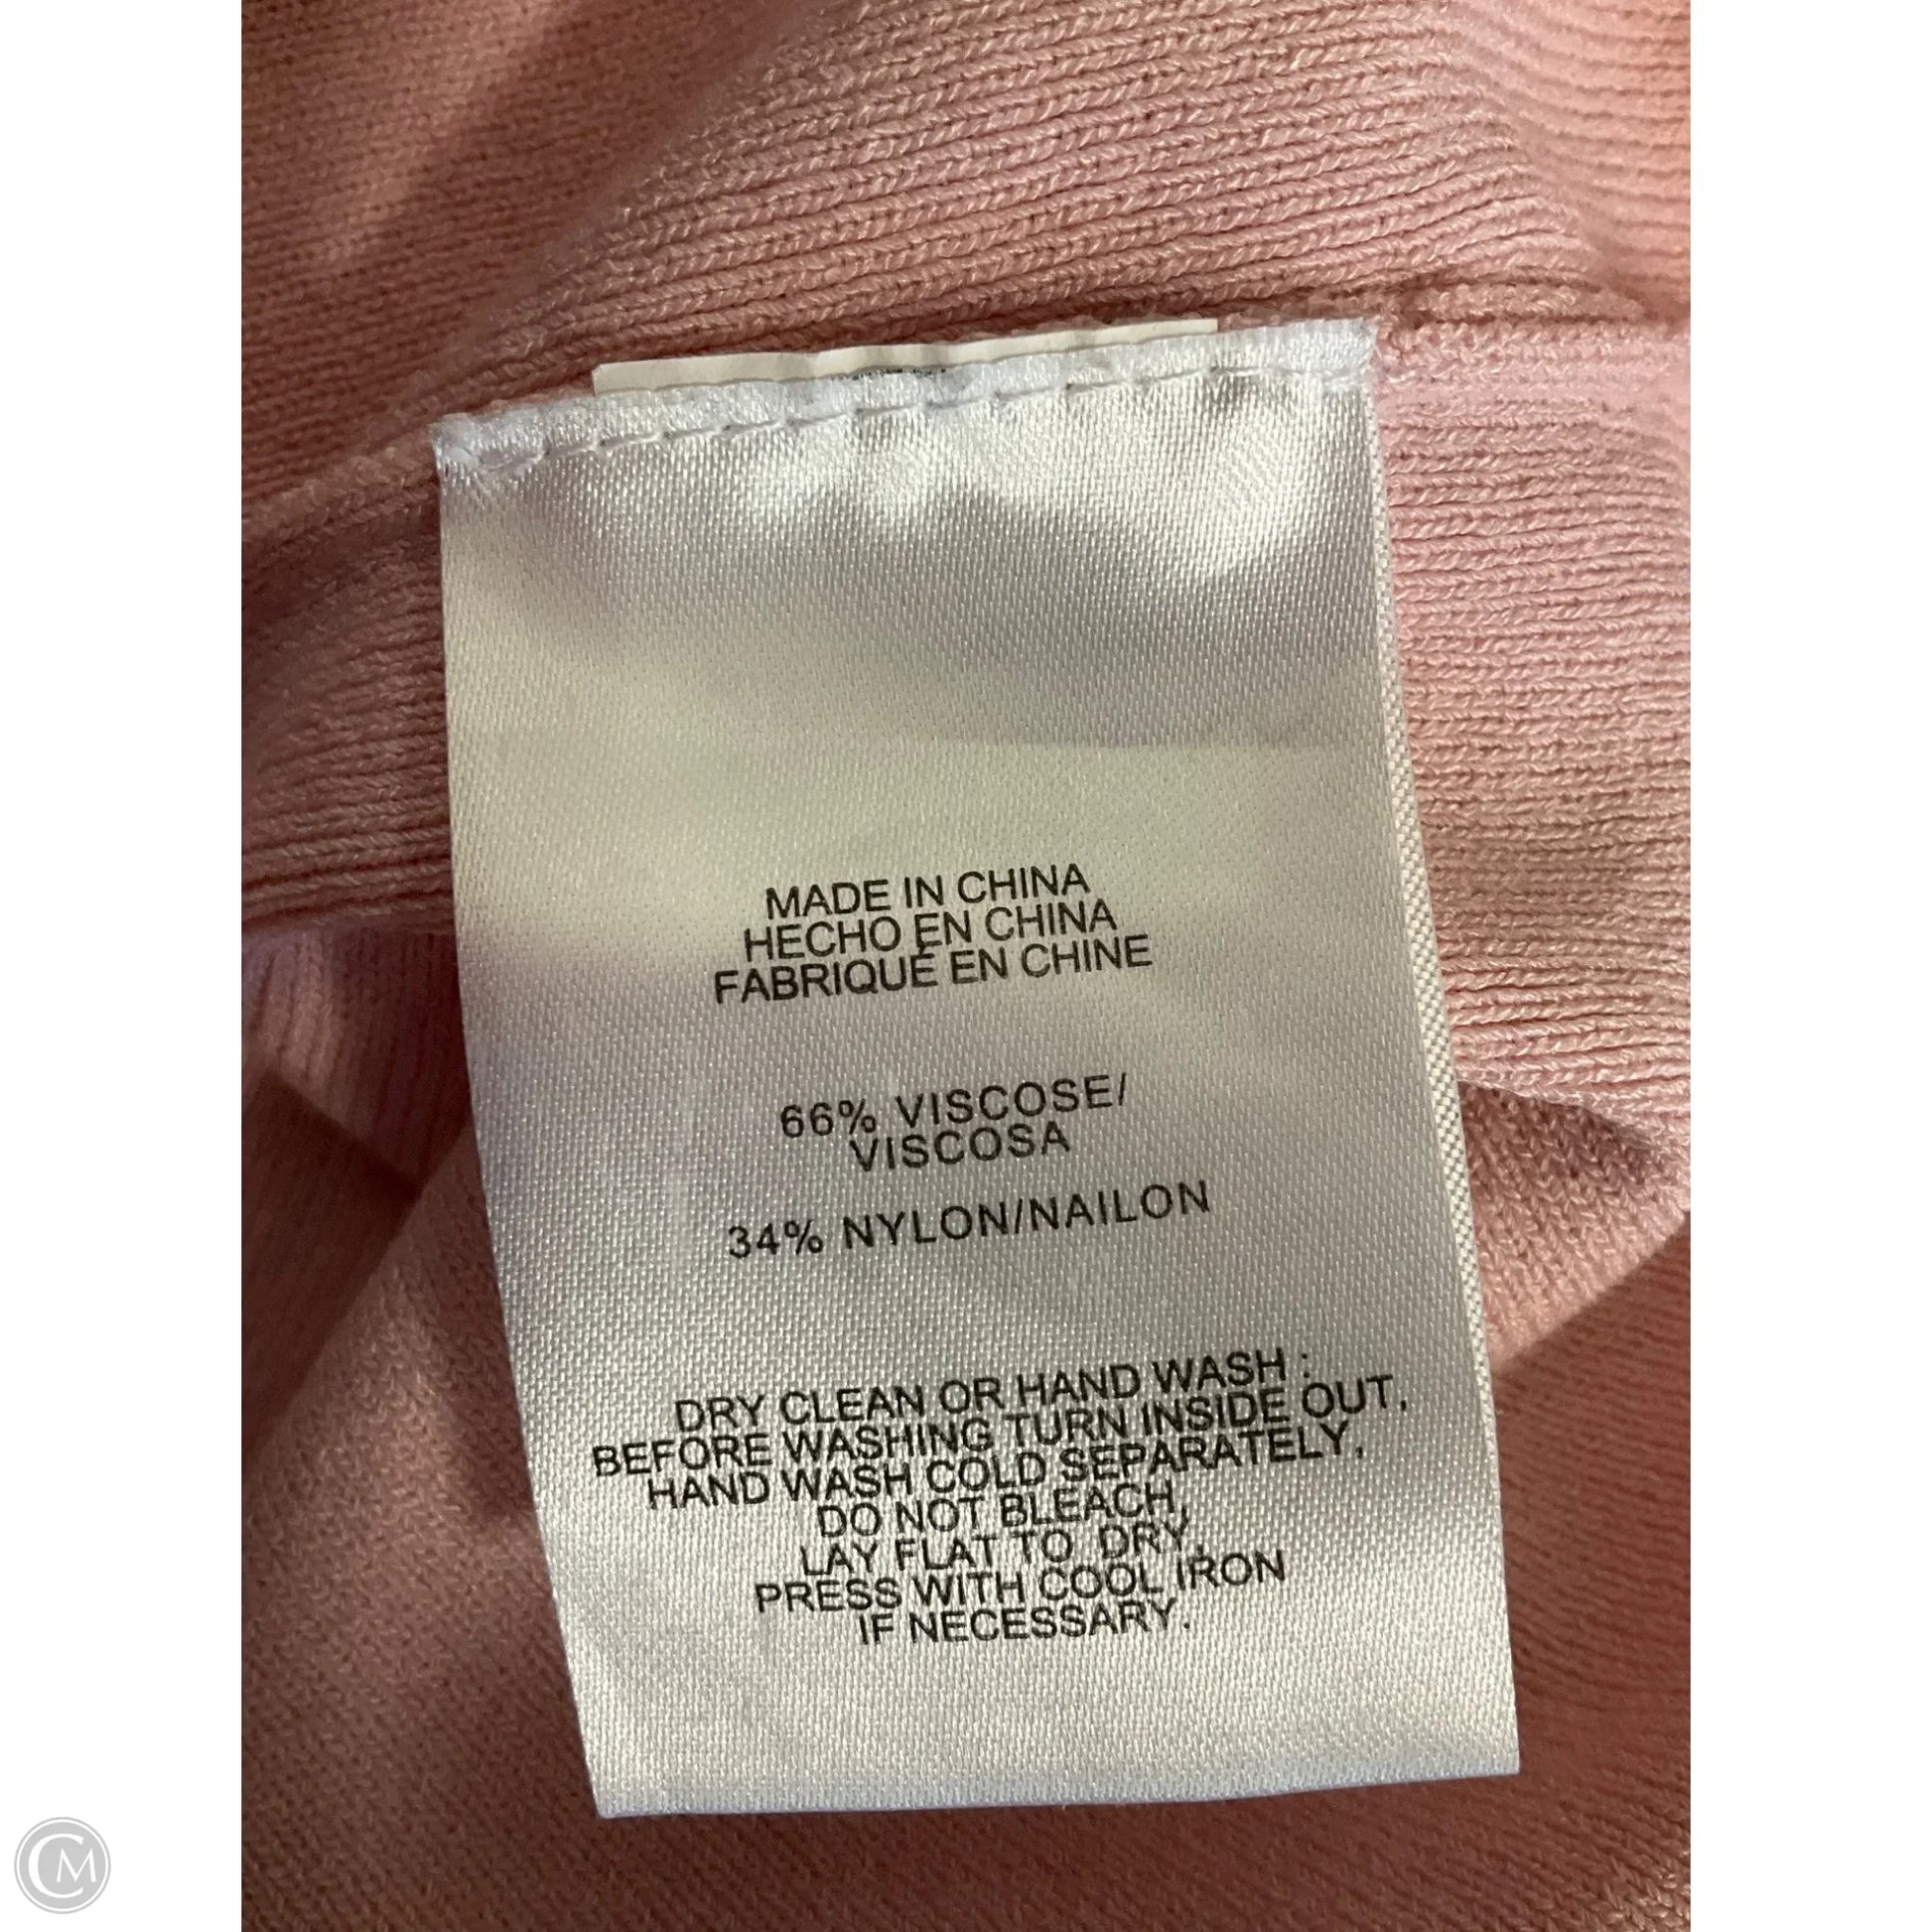 MADE IN CHINA
HECHO EN CHINA
FABRIQUÉ EN CHINE
66% VISCOSE/
VISCOSA
34% NYLON/NAILON
DRY CLEAN OR HAND WASH :
BEFORE WASHING TURN INSIDE OUT,
HAND WASH COLD SEPARATELY,
DO NOT BLEACH,
LAY FLAT TO DRY,
PRESS WITH COOL IRON
IF NECESSARY.
CM